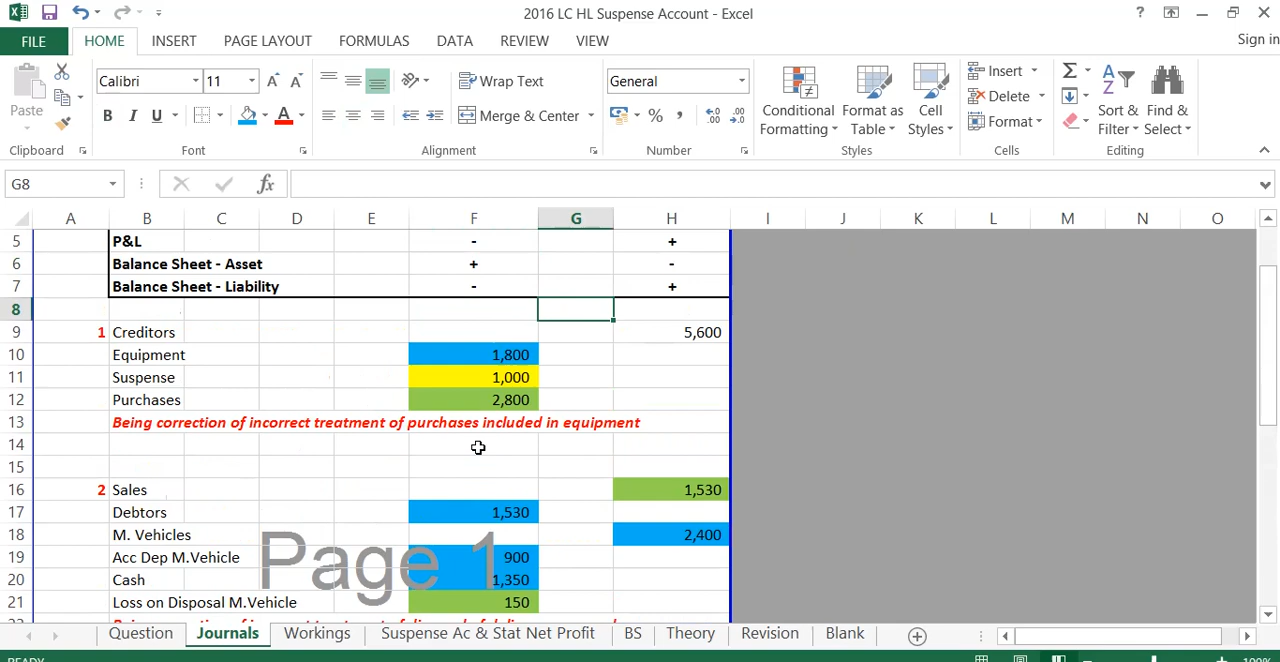 2016 LC HL Suspense Account - Excel
?
Sign in
FILE HOME INSERT PAGE LAYOUT FORMULAS DATA REVIEW VIEW
Calibri 11 Wrap Text General
Paste B I U Merge & Center % Conditional Formatting Format as Table Cell Styles Insert Delete Format Sort & Filter Find & Select
Clipboard Font Alignment Number Styles Cells Editing
G8 fx
A B C D E F G H I J K L M N O
5 P&L - +
6 Balance Sheet - Asset + -
7 Balance Sheet - Liability - +
8
9 1 Creditors 5,600
10 Equipment 1,800
11 Suspense 1,000
12 Purchases 2,800
13 Being correction of incorrect treatment of purchases included in equipment
14
15
16 2 Sales 1,530
17 Debtors 1,530
18 M. Vehicles 2,400
19 Acc Dep M.Vehicle 900
20 Cash 1,350
21 Loss on Disposal M.Vehicle 150
Page 1
Question Journals Workings Suspense Ac & Stat Net Profit BS Theory Revision Blank
READY 100%